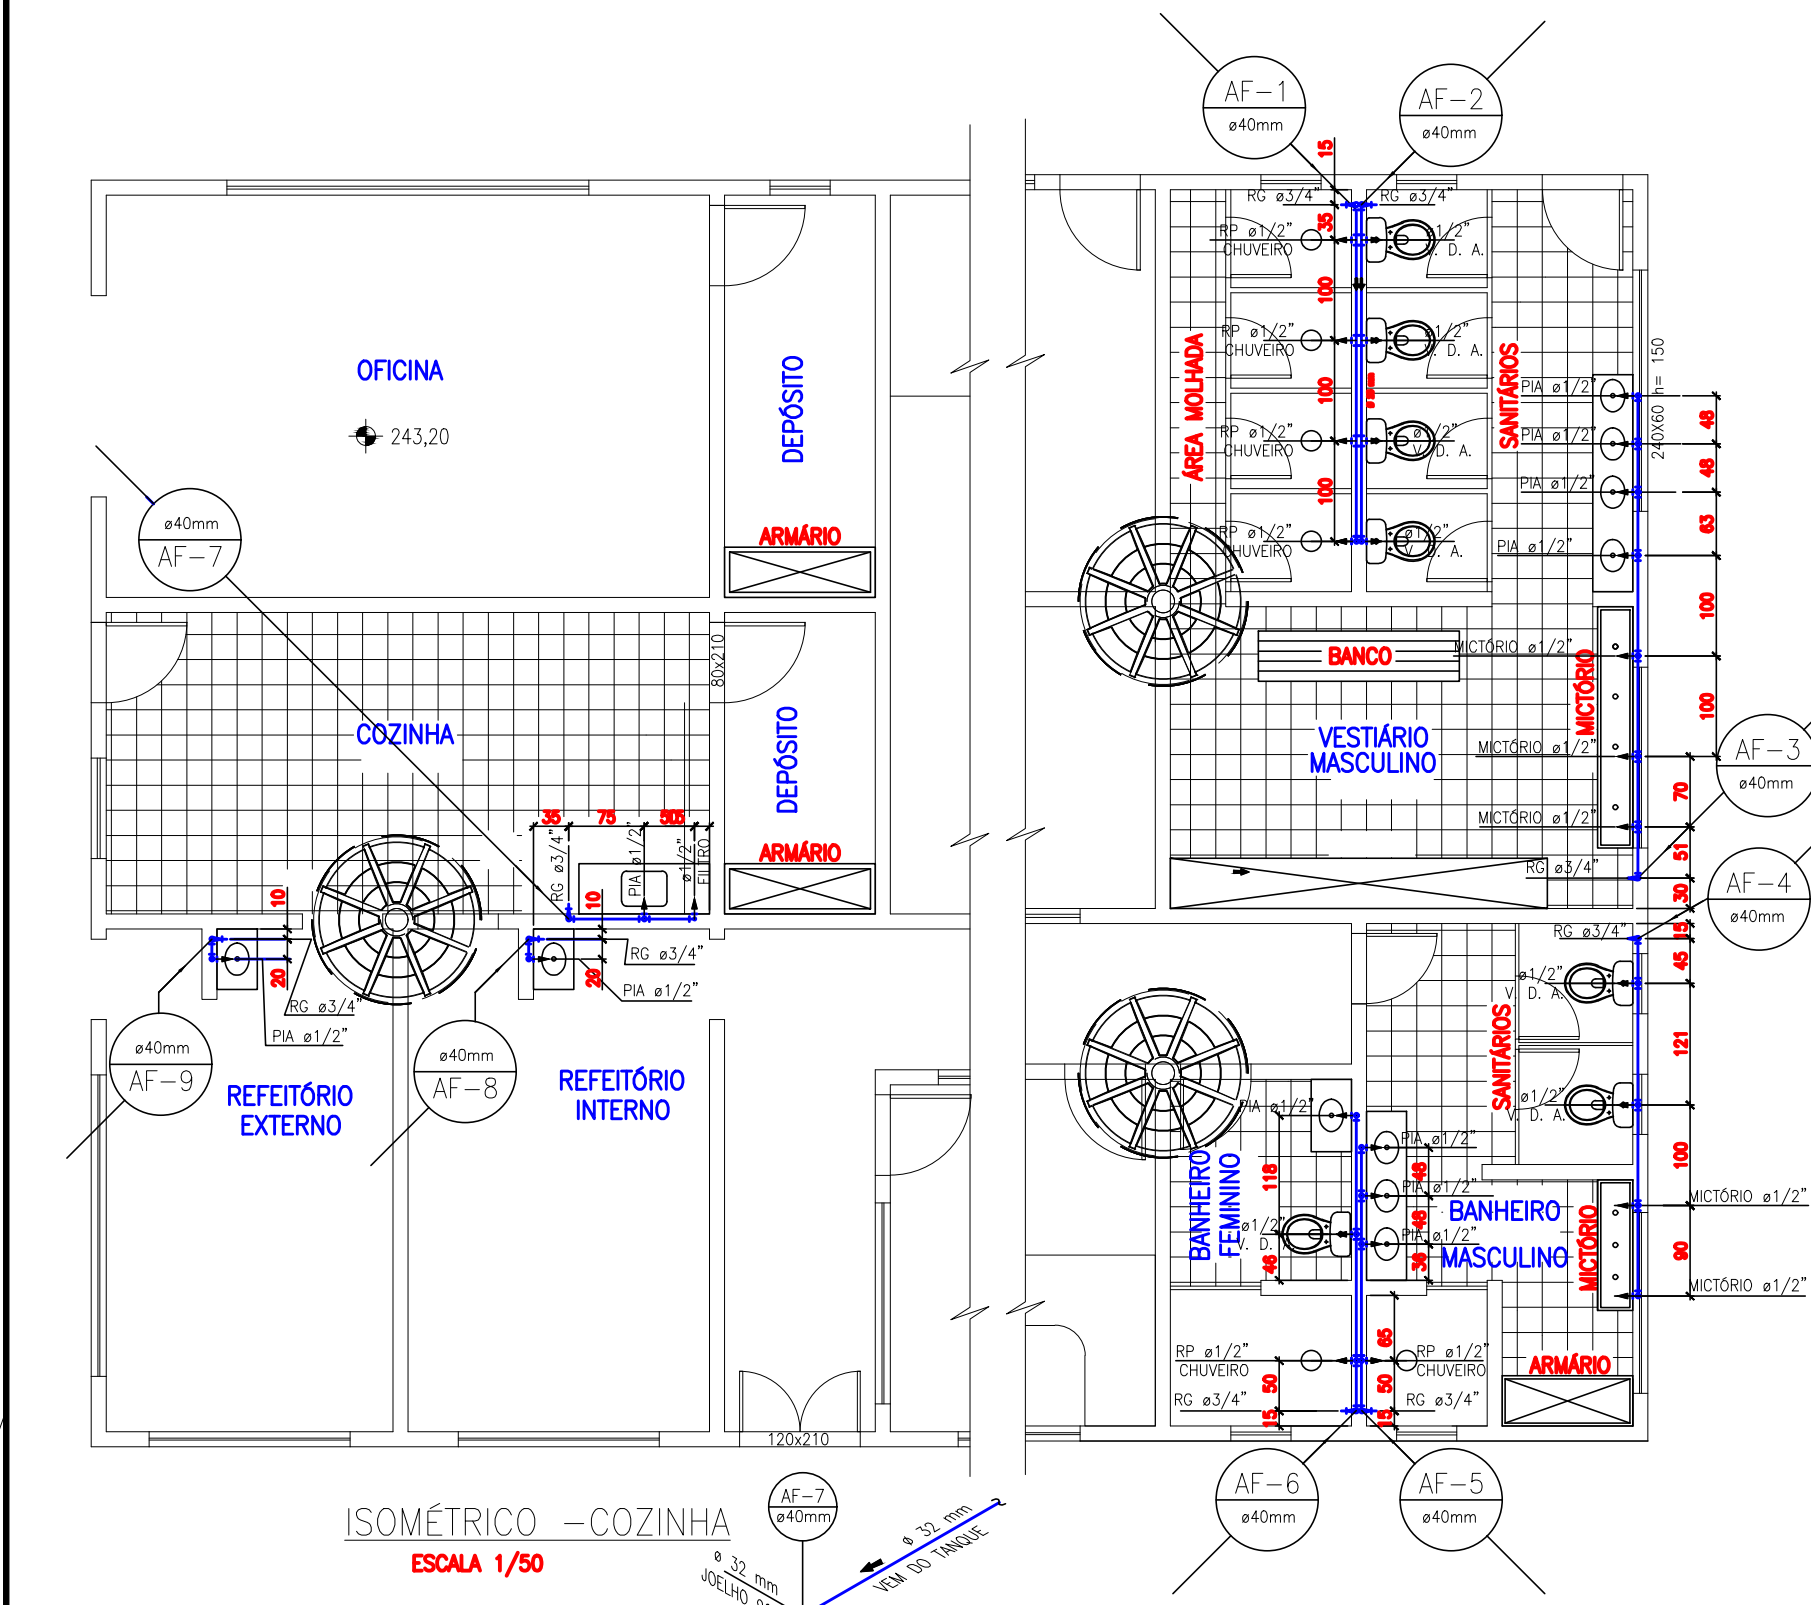 AF-1
ø40mm
AF-2
ø40mm
15
RG ø3/4"
RG ø3/4"
35
RP ø1/2"
CHUVEIRO
ø1/2"
V. D. A.
100
RP ø1/2"
CHUVEIRO
ø1/2"
V. D. A.
100
RP ø1/2"
CHUVEIRO
ø1/2"
V. D. A.
100
RP ø1/2"
CHUVEIRO
ø1/2"
V. D. A.
ÁREA MOLHADA
SANITÁRIOS
240X60 h= 150
PIA ø1/2"
PIA ø1/2"
PIA ø1/2"
PIA ø1/2"
48
48
63
100
100
OFICINA
243,20
DEPÓSITO
ARMÁRIO
ø40mm
AF-7
80x210
COZINHA
DEPÓSITO
ARMÁRIO
35
75
RG ø3/4"
PIA ø1/2"
ø1/2"
FILTRO
BANCO
MICTÓRIO ø1/2"
MICTÓRIO
VESTIÁRIO
MASCULINO
MICTÓRIO ø1/2"
MICTÓRIO ø1/2"
AF-3
ø40mm
70
51
RG ø3/4"
30
AF-4
ø40mm
RG ø3/4"
15
45
10
20
RG ø3/4"
PIA ø1/2"
10
20
RG ø3/4"
PIA ø1/2"
ø40mm
AF-9
ø40mm
AF-8
REFEITÓRIO
EXTERNO
REFEITÓRIO
INTERNO
ø1/2"
V. D. A.
SANITÁRIOS
121
ø1/2"
V. D. A.
100
PIA ø1/2"
118
PIA ø1/2"
48
PIA ø1/2"
48
PIA ø1/2"
36
BANHEIRO
FEMININO
ø1/2"
V. D.
46
BANHEIRO
MASCULINO
MICTÓRIO
MICTÓRIO ø1/2"
90
MICTÓRIO ø1/2"
65
RP ø1/2"
CHUVEIRO
50
RP ø1/2"
CHUVEIRO
50
RG ø3/4"
15
RG ø3/4"
15
ARMÁRIO
120x210
AF-6
ø40mm
AF-5
ø40mm
ISOMÉTRICO -COZINHA
ESCALA 1/50
AF-7
ø40mm
ø 32 mm
VEM DO TANQUE
ø 32 mm
JOELHO